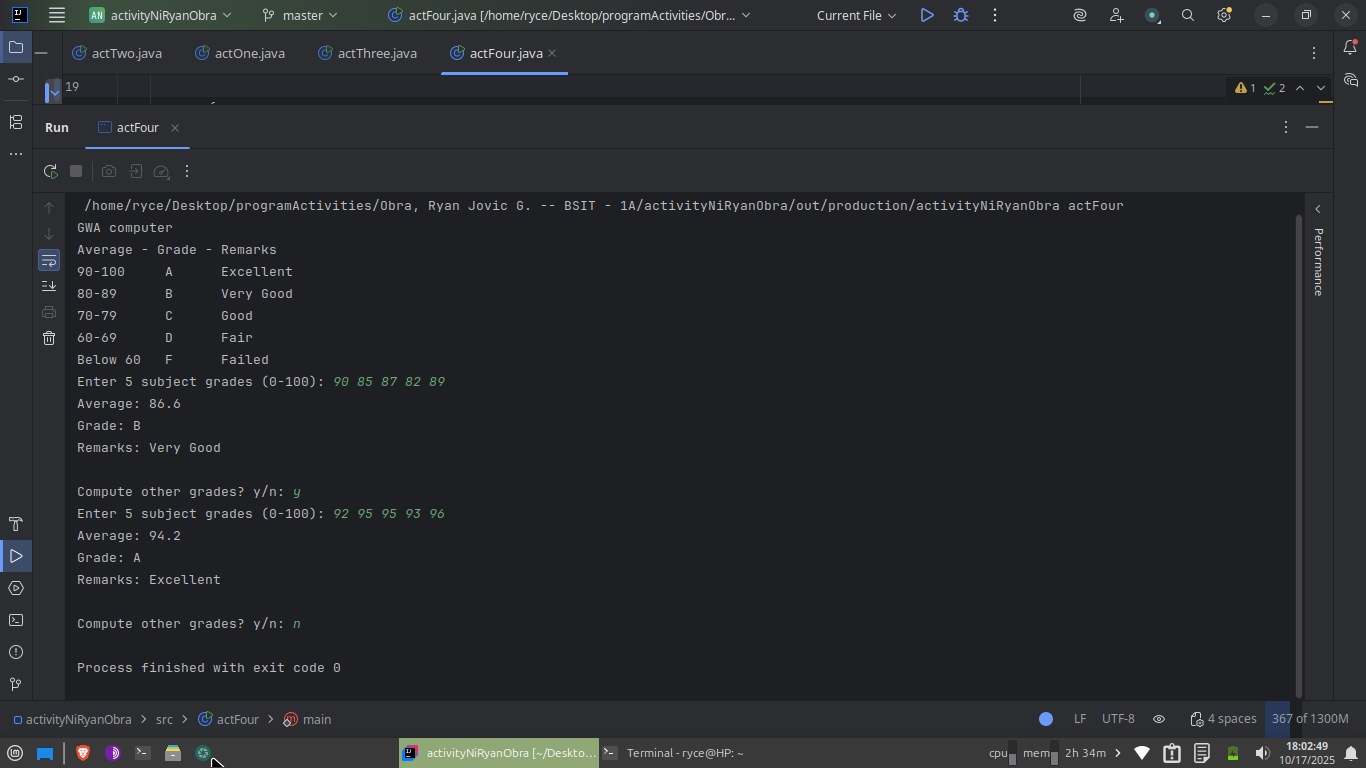 AN activityNiRyanObra master actFour.java [/home/ryce/Desktop/programActivities/Obr... Current File
actTwo.java actOne.java actThree.java actFour.java
19 1 2
Run actFour
/home/ryce/Desktop/programActivities/Obra, Ryan Jovic G. -- BSIT - 1A/activityNiRyanObra/out/production/activityNiRyanObra actFour
GWA computer
Average - Grade - Remarks
90-100 A Excellent
80-89 B Very Good
70-79 C Good
60-69 D Fair
Below 60 F Failed
Enter 5 subject grades (0-100): 90 85 87 82 89
Average: 86.6
Grade: B
Remarks: Very Good
Compute other grades? y/n: y
Enter 5 subject grades (0-100): 92 95 95 93 96
Average: 94.2
Grade: A
Remarks: Excellent
Compute other grades? y/n: n
Process finished with exit code 0
Performance
activityNiRyanObra > src > actFour > main LF UTF-8 4 spaces 367 of 1300M
activityNiRyanObra [~/Deskto... Terminal - ryce@HP: ~ cpu mem 2h 34m 18:02:49
10/17/2025